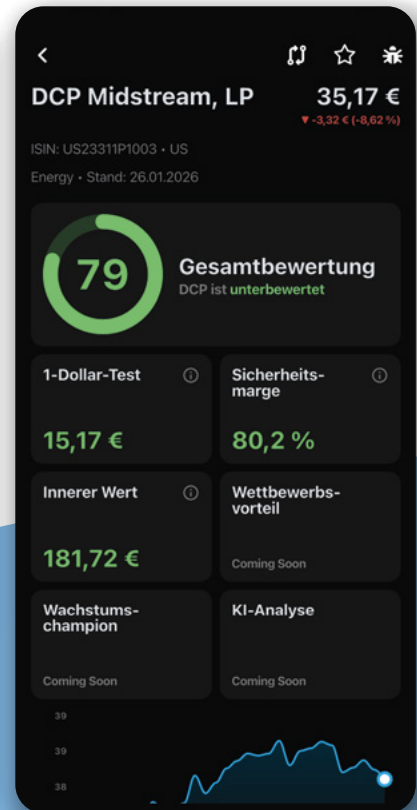 DCP Midstream, LP
35,17 €
▼ -3,32 € (-8,62 %)
ISIN: US23311P1003 • US
Energy • Stand: 26.01.2026
79
Gesamtbewertung
DCP ist unterbewertet
1-Dollar-Test
15,17 €
Sicherheits-
marge
80,2 %
Innerer Wert
181,72 €
Wettbewerbs-
vorteil
Coming Soon
Wachstums-
champion
Coming Soon
KI-Analyse
Coming Soon
39
39
38